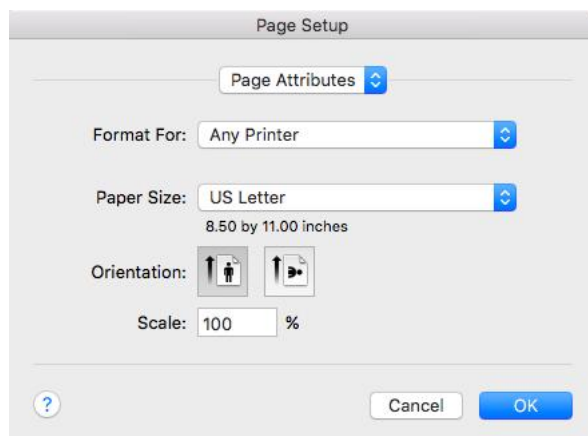 Page Setup
Page Attributes
Format For: Any Printer
Paper Size: US Letter
8.50 by 11.00 inches
Orientation:
Scale: 100 %
? Cancel OK